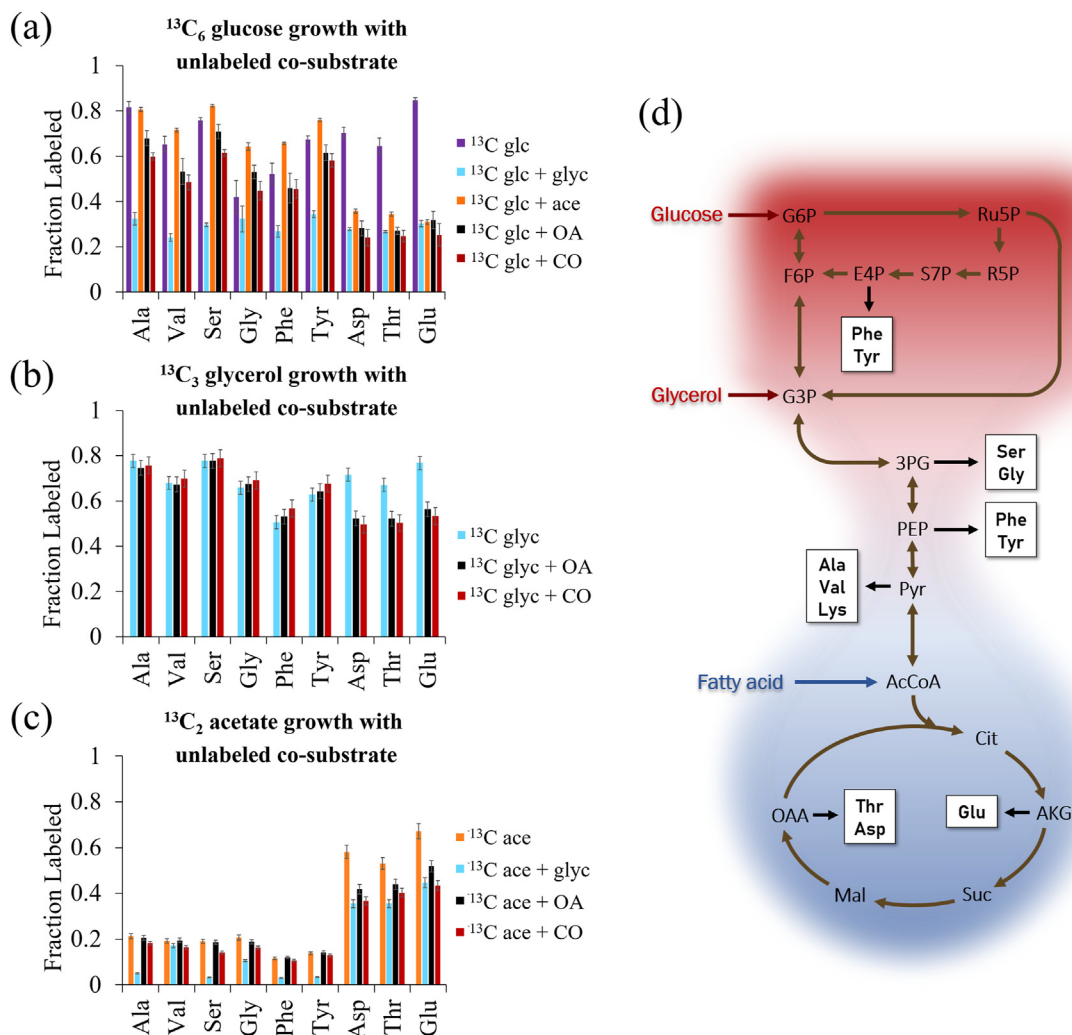 (a)
¹³C₆ glucose growth with
unlabeled co-substrate
Fraction Labeled
1
0.8
0.6
0.4
0.2
0
Ala
Val
Ser
Gly
Phe
Tyr
Asp
Thr
Glu
¹³C glc
¹³C glc + glyc
¹³C glc + ace
¹³C glc + OA
¹³C glc + CO
(b)
¹³C₃ glycerol growth with
unlabeled co-substrate
Fraction Labeled
1
0.8
0.6
0.4
0.2
0
Ala
Val
Ser
Gly
Phe
Tyr
Asp
Thr
Glu
¹³C glyc
¹³C glyc + OA
¹³C glyc + CO
(c)
¹³C₂ acetate growth with
unlabeled co-substrate
Fraction Labeled
1
0.8
0.6
0.4
0.2
0
Ala
Val
Ser
Gly
Phe
Tyr
Asp
Thr
Glu
¹³C ace
¹³C ace + glyc
¹³C ace + OA
¹³C ace + CO
(d)
Glucose
G6P
Ru5P
F6P
E4P
S7P
R5P
Phe
Tyr
Glycerol
G3P
3PG
Ser
Gly
PEP
Phe
Tyr
Ala
Val
Lys
Pyr
Fatty acid
AcCoA
Cit
OAA
Thr
Asp
Glu
AKG
Mal
Suc